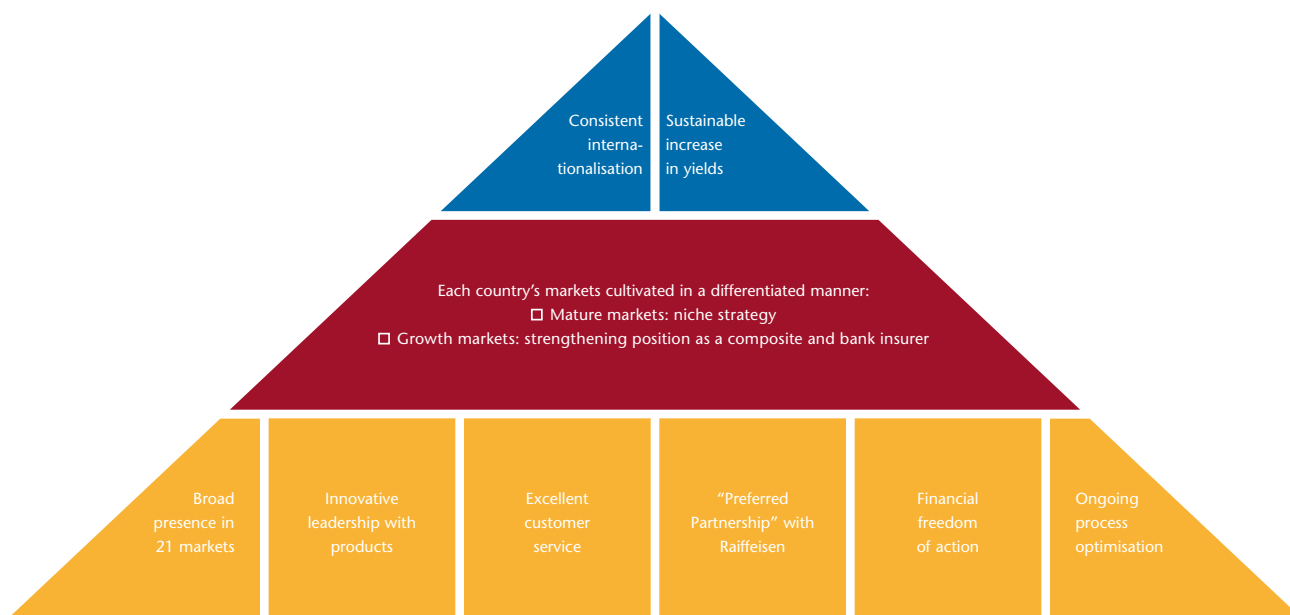 Consistent
interna-
tionalisation
Sustainable
increase
in yields
Each country’s markets cultivated in a differentiated manner:
☐ Mature markets: niche strategy
☐ Growth markets: strengthening position as a composite and bank insurer
Broad
presence in
21 markets
Innovative
leadership with
products
Excellent
customer
service
“Preferred
Partnership” with
Raiffeisen
Financial
freedom
of action
Ongoing
process
optimisation